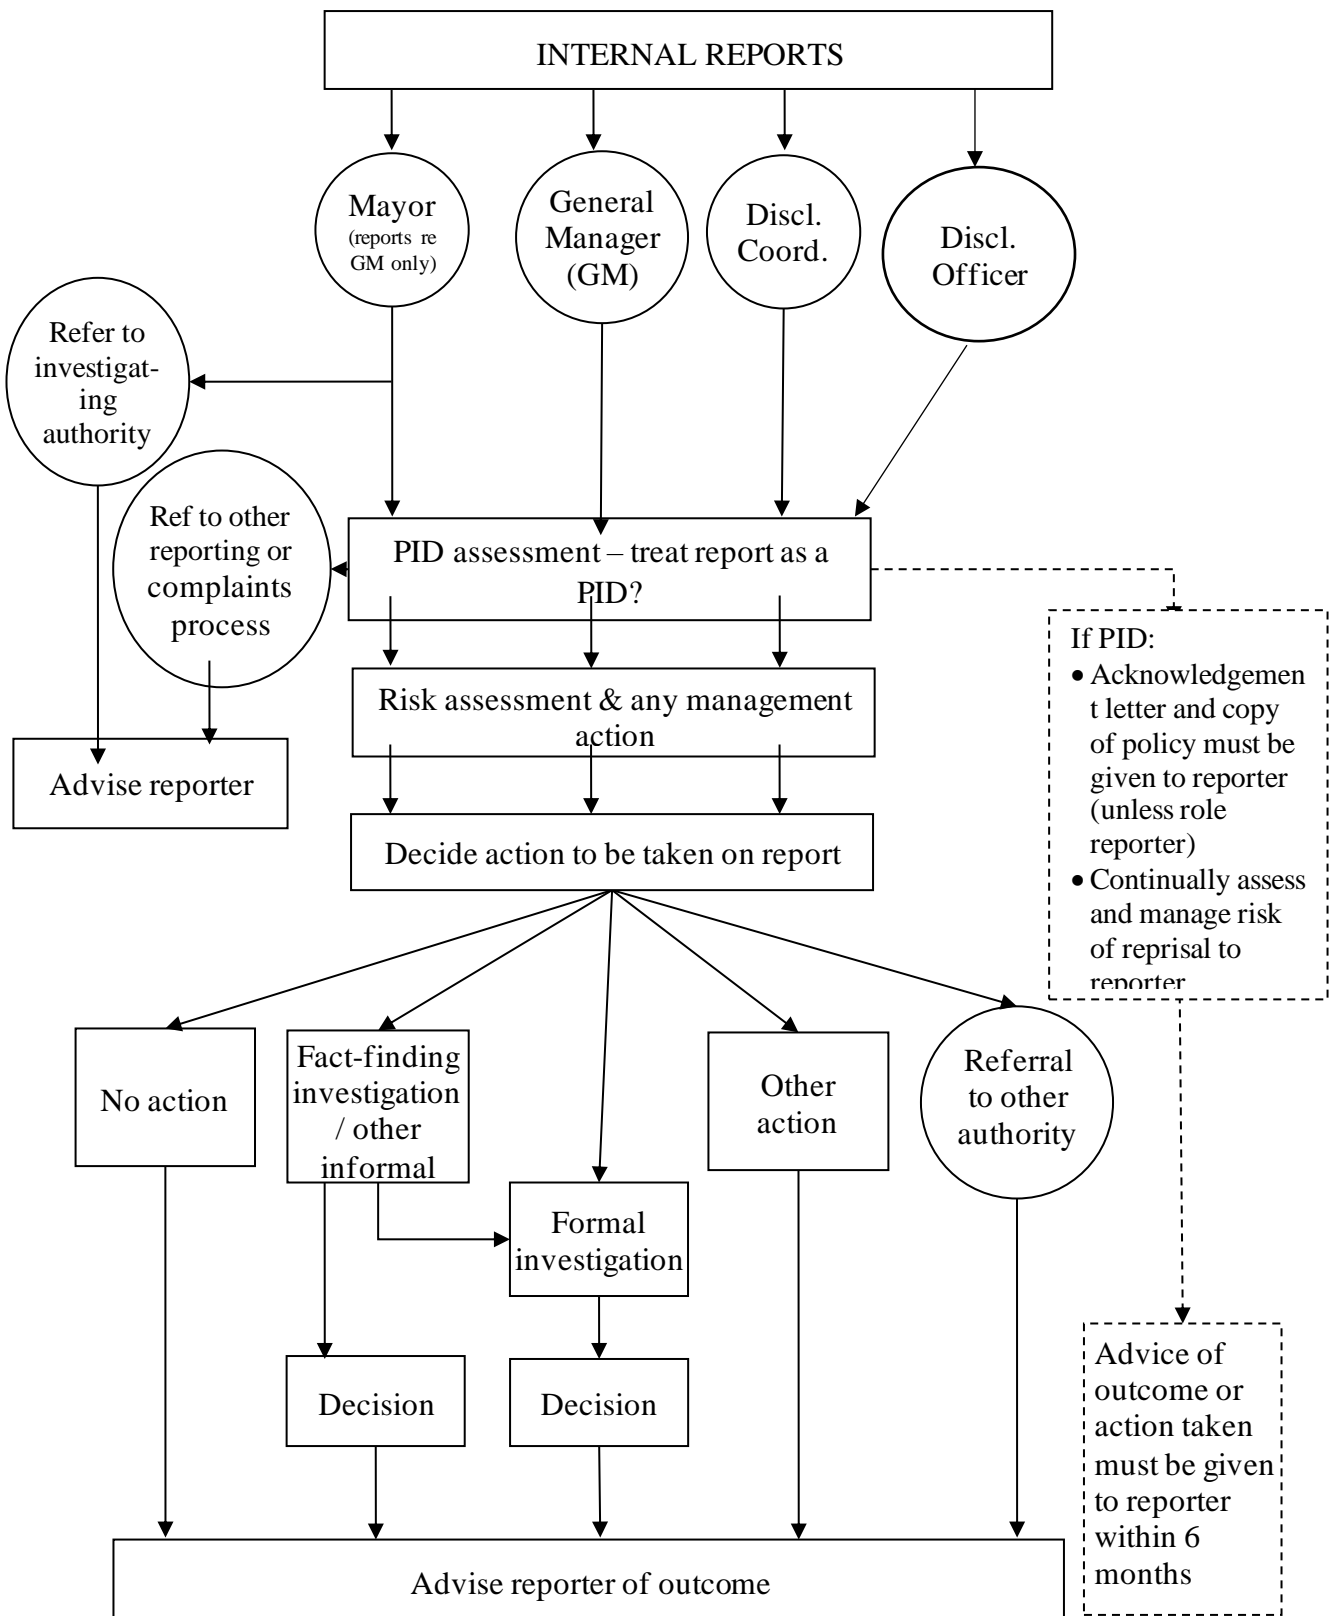 INTERNAL REPORTS
Mayor
(reports re
GM only)
General
Manager
(GM)
Discl.
Coord.
Discl.
Officer
Refer to
investigat-
ing
authority
Ref to other
reporting or
complaints
process
PID assessment – treat report as a
PID?
If PID:
• Acknowledgemen
t letter and copy
of policy must be
given to reporter
(unless role
reporter)
• Continually assess
and manage risk
of reprisal to
reporter
Risk assessment & any management
action
Advise reporter
Decide action to be taken on report
No action
Fact-finding
investigation
/ other
informal
Other
action
Referral
to other
authority
Formal
investigation
Decision
Decision
Advice of
outcome or
action taken
must be given
to reporter
within 6
months
Advise reporter of outcome